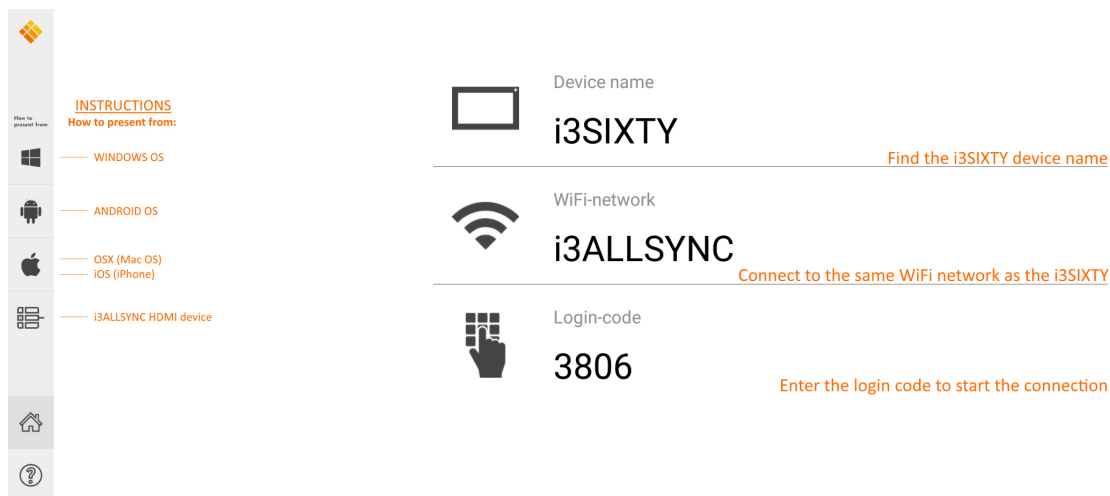 INSTRUCTIONS
How to present from:
How to
present from
WINDOWS OS
ANDROID OS
OSX (Mac OS)
iOS (iPhone)
i3ALLSYNC HDMI device
Device name
i3SIXTY
Find the i3SIXTY device name
WiFi-network
i3ALLSYNC
Connect to the same WiFi network as the i3SIXTY
Login-code
3806
Enter the login code to start the connection